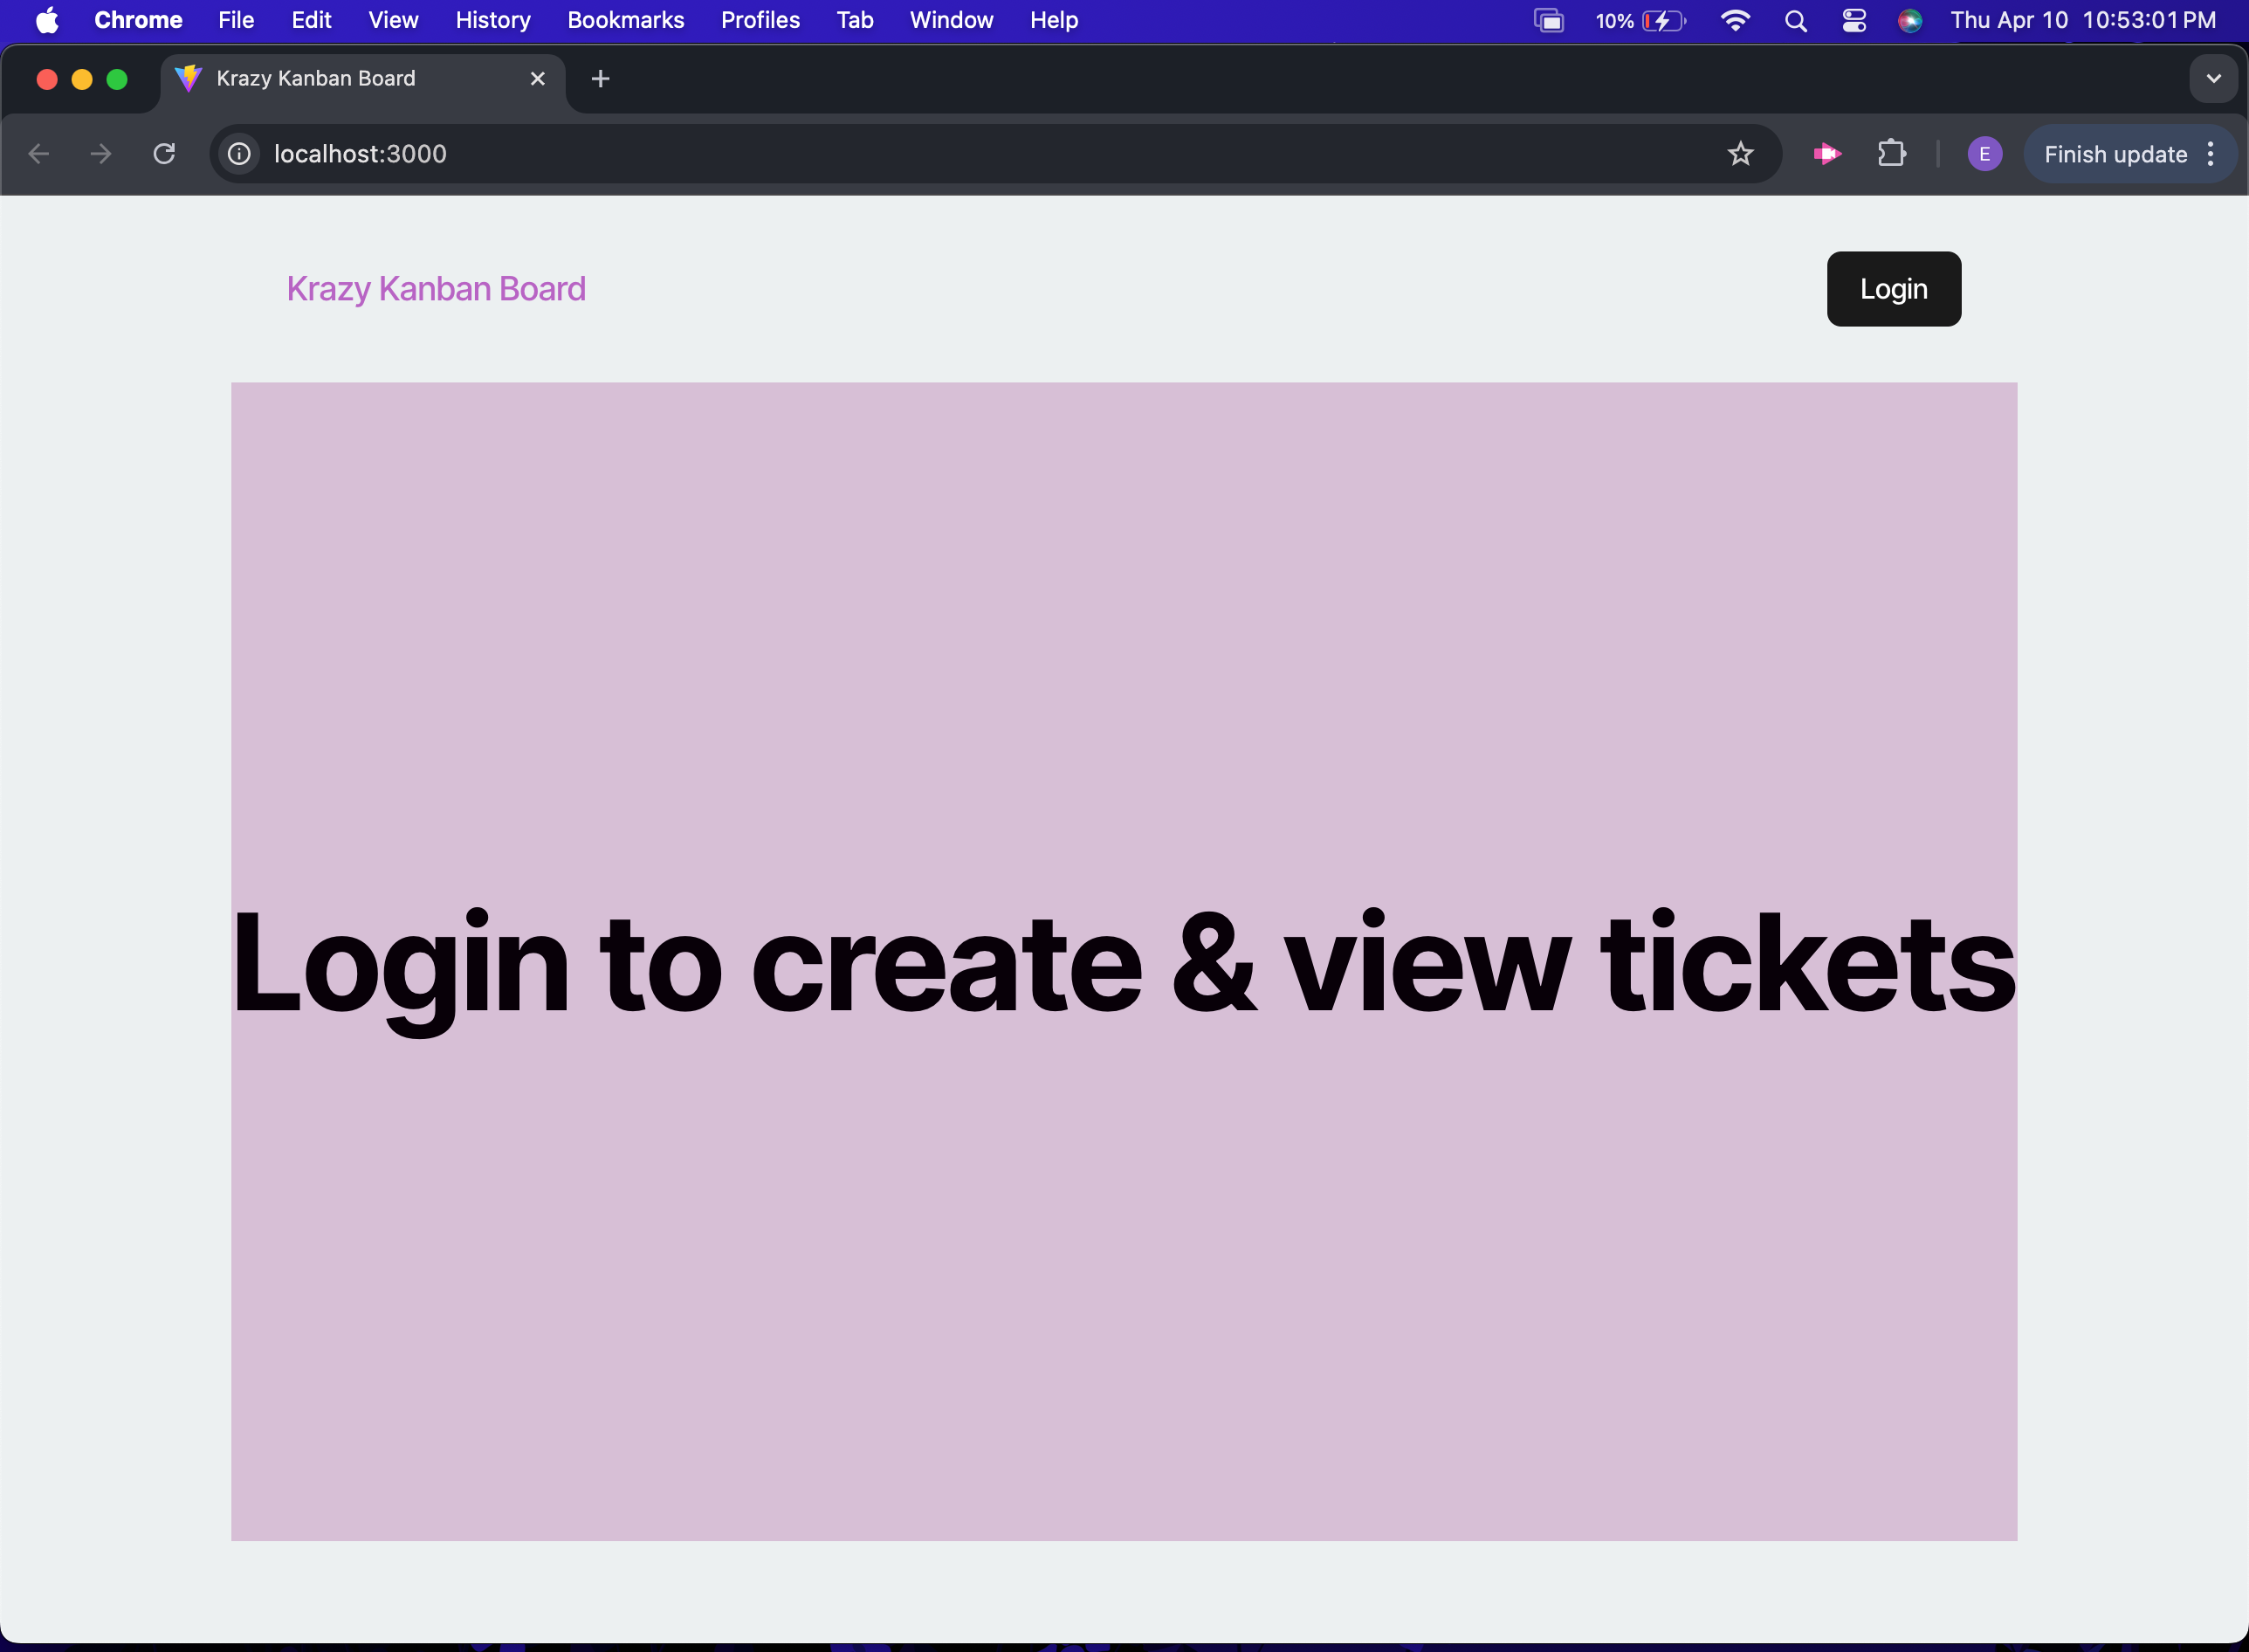 Chrome File Edit View History Bookmarks Profiles Tab Window Help 10% Thu Apr 10 10:53:01 PM
Krazy Kanban Board
localhost:3000 E Finish update
Krazy Kanban Board Login
Login to create & view tickets